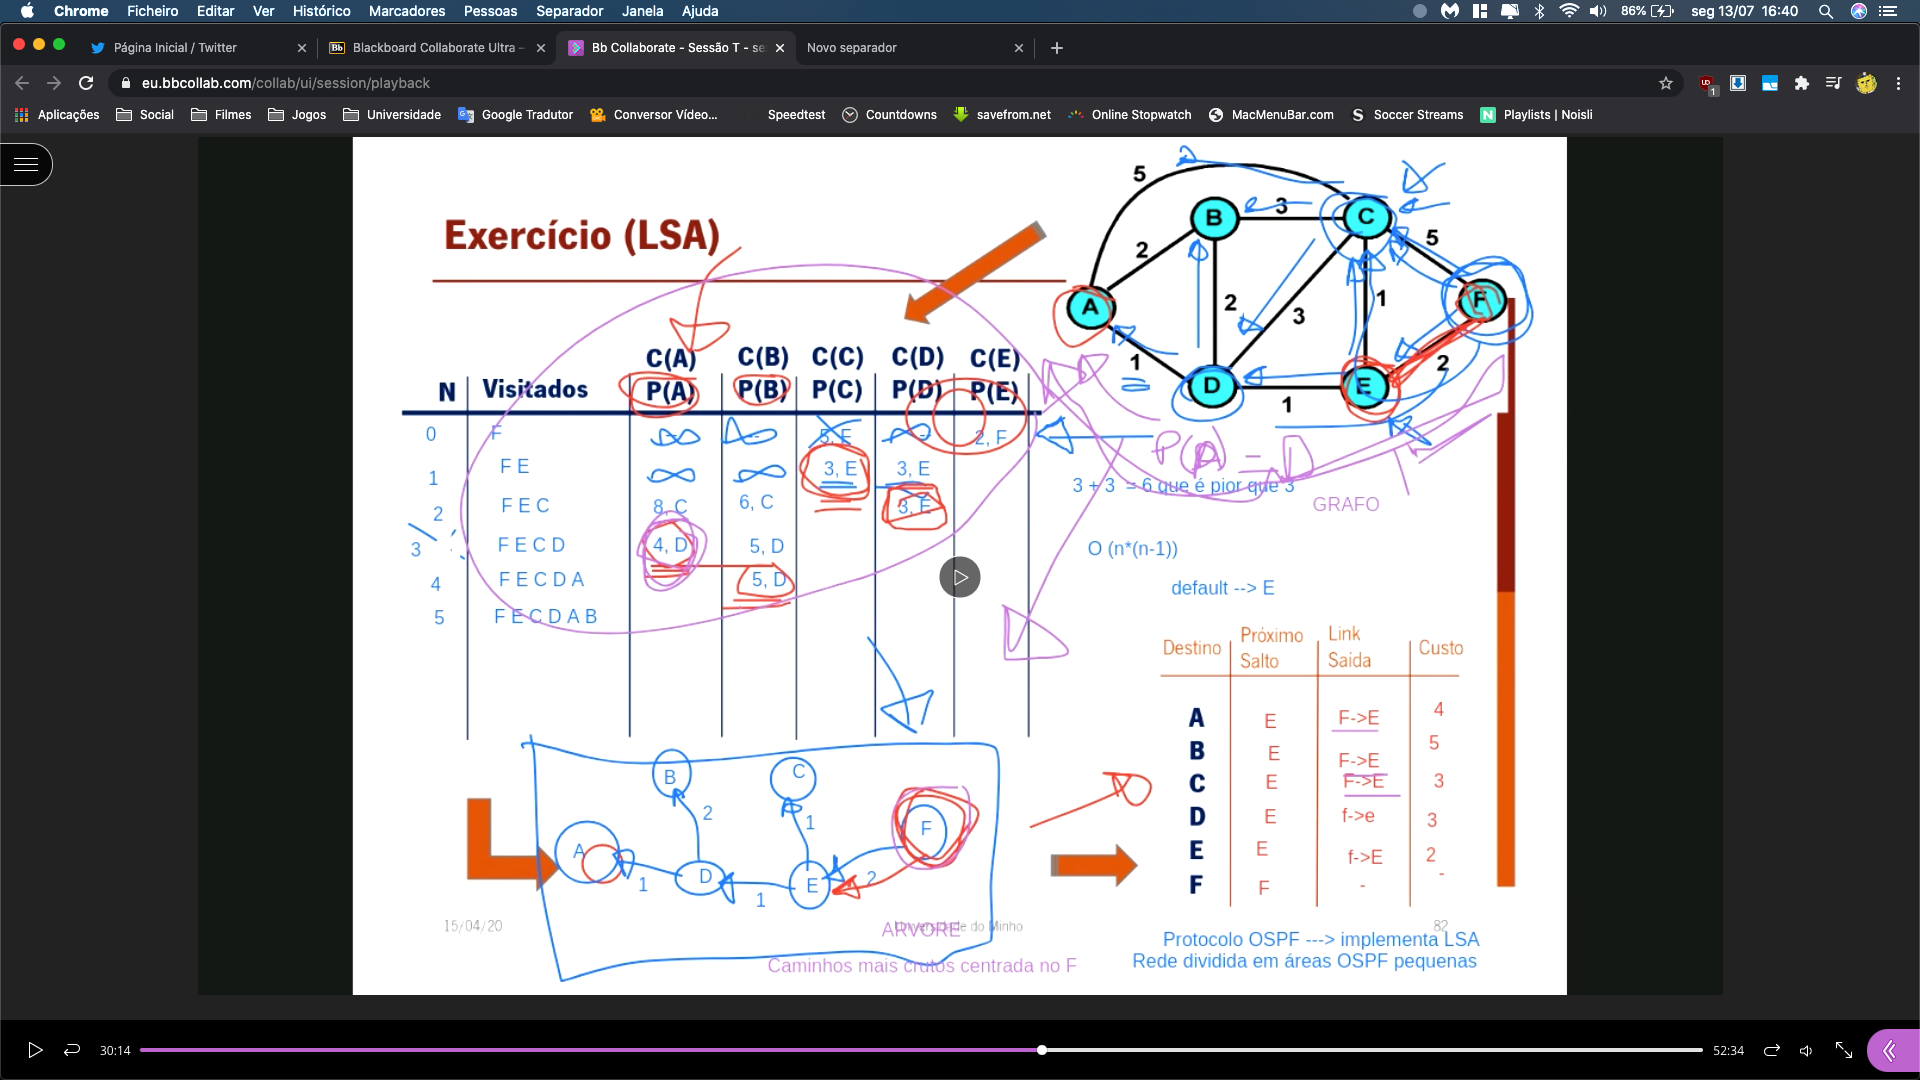 Chrome Ficheiro Editar Ver Histórico Marcadores Pessoas Separador Janela Ajuda 86% seg 13/07 16:40
Página Inicial / Twitter Blackboard Collaborate Ultra – Bb Collaborate - Sessão T - se Novo separador
eu.bbcollab.com/collab/ui/session/playback
Aplicações Social Filmes Jogos Universidade Google Tradutor Conversor Vídeo... Speedtest Countdowns savefrom.net Online Stopwatch MacMenuBar.com Soccer Streams Playlists | Noisli
Exercício (LSA)
5
B 3 C
2 5
A 2 3 1 F
1 2
D 1 E
C(A) C(B) C(C) C(D) C(E)
N Visitados P(A) P(B) P(C) P(D) P(E)
0 F ∞ ∞ 5, F ∞ 2, F
1 F E ∞ ∞ 3, E 3, E
2 F E C 8, C 6, C 3, E
3 F E C D 4, D 5, D
4 F E C D A 5, D
5 F E C D A B
P(A) = D
3 + 3 = 6 que é pior que 3
GRAFO
O (n*(n-1))
default --> E
Destino Próximo Salto Link Saida Custo
A E F->E 4
B E F->E 5
C E F->E 3
D E f->e 3
E E f->E 2
F F - -
B C
2 1 F
A D E 2
1 1
15/04/20 Universidade do Minho 82
ARVORE
Caminhos mais crutos centrada no F
Protocolo OSPF ---> implementa LSA
Rede dividida em áreas OSPF pequenas
30:14 52:34